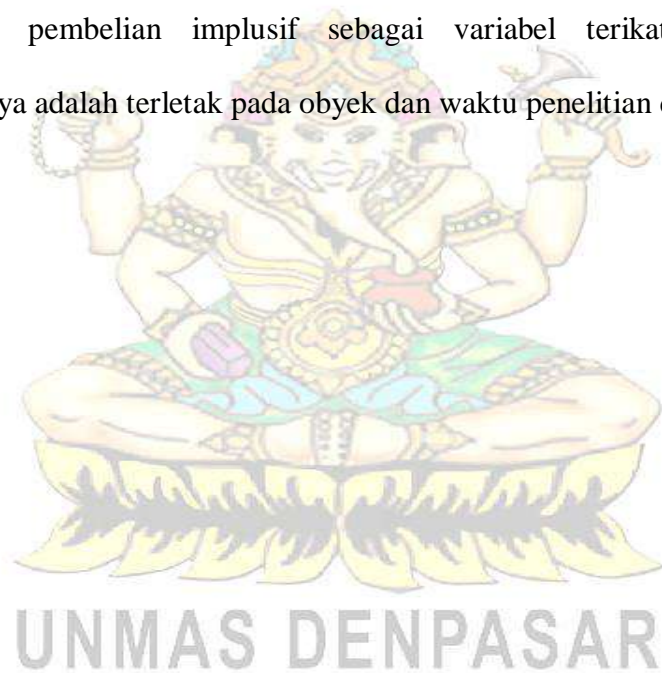 pembelian implusif sebagai variabel terikat
ya adalah terletak pada obyek dan waktu penelitian
UNMAS DENPASAR